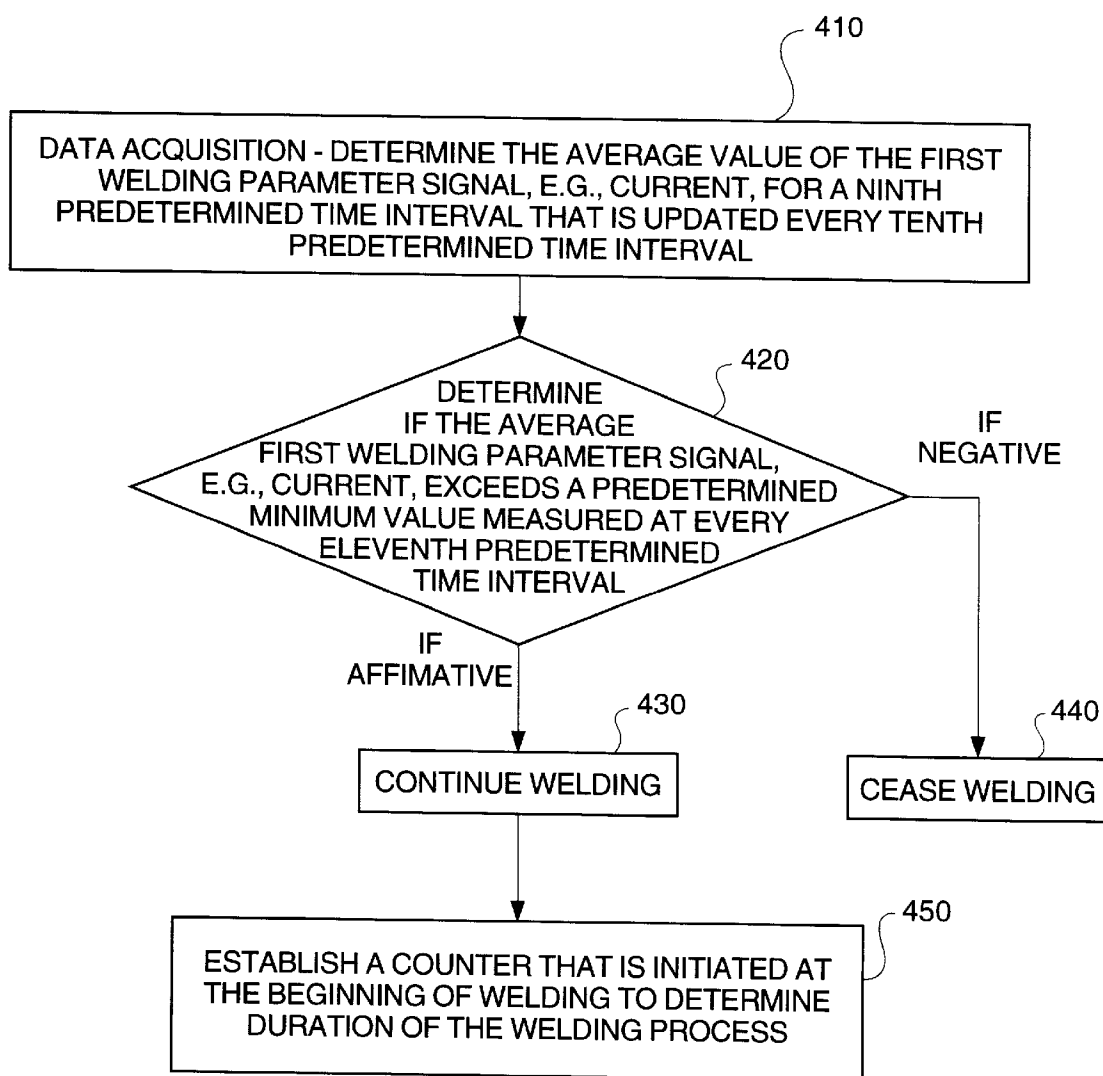 410
DATA ACQUISITION - DETERMINE THE AVERAGE VALUE OF THE FIRST
WELDING PARAMETER SIGNAL, E.G., CURRENT, FOR A NINTH
PREDETERMINED TIME INTERVAL THAT IS UPDATED EVERY TENTH
PREDETERMINED TIME INTERVAL
420
DETERMINE
IF THE AVERAGE
FIRST WELDING PARAMETER SIGNAL,
E.G., CURRENT, EXCEEDS A PREDETERMINED
MINIMUM VALUE MEASURED AT EVERY
ELEVENTH PREDETERMINED
TIME INTERVAL
IF
NEGATIVE
IF
AFFIMATIVE
430
CONTINUE WELDING
440
CEASE WELDING
450
ESTABLISH A COUNTER THAT IS INITIATED AT
THE BEGINNING OF WELDING TO DETERMINE
DURATION OF THE WELDING PROCESS